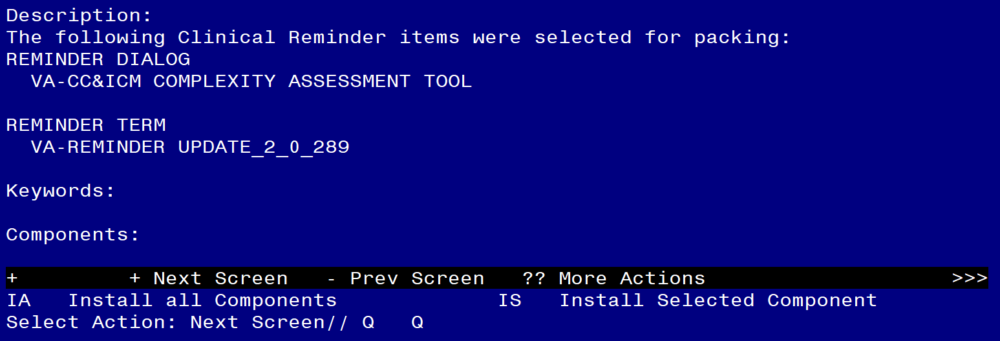 Description:
The following Clinical Reminder items were selected for packing:
REMINDER DIALOG
VA-CC&ICM COMPLEXITY ASSESSMENT TOOL
REMINDER TERM
VA-REMINDER UPDATE_2_0_289
Keywords:
Components:
+ + Next Screen - Prev Screen ?? More Actions >>>
IA Install all Components IS Install Selected Component
Select Action: Next Screen// Q Q